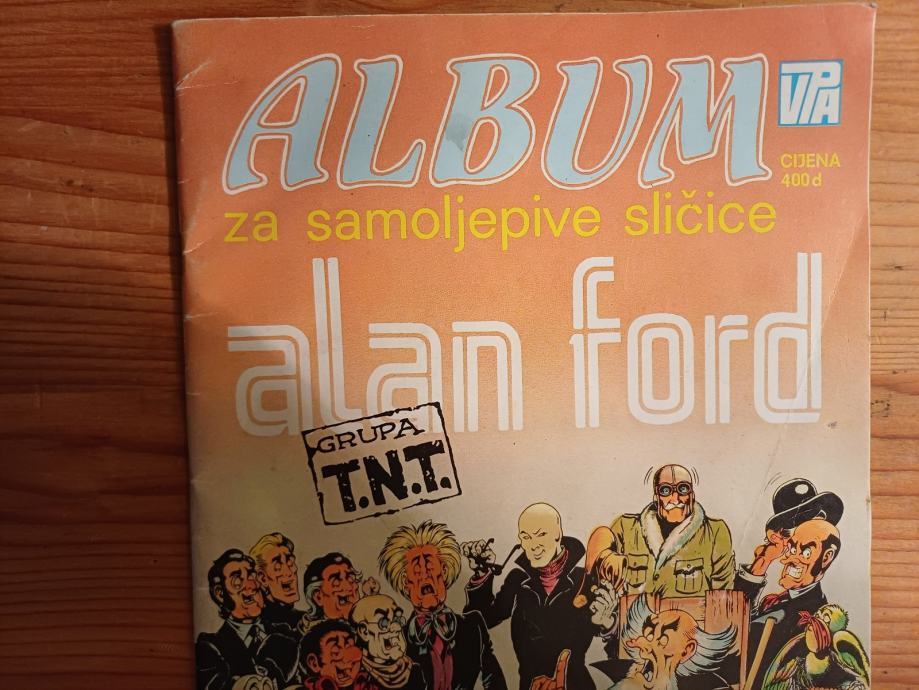 ALBUM
VPA
CIJENA
400 d
za samoljepive sličice
alan ford
GRUPA
T.N.T.